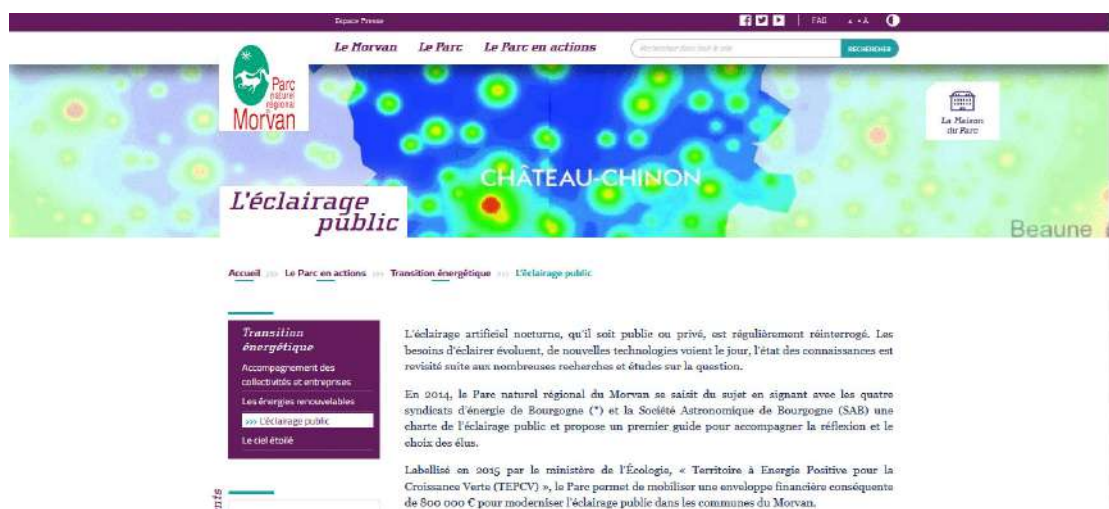 Espace Presse
FAQ
Le Morvan Le Parc Le Parc en actions
Rechercher dans tout le site
RECHERCHER
Parc
naturel
régional
du
Morvan
La Maison
du Parc
CHÂTEAU-CHINON
L'éclairage
public
Beaune
Accueil >>> Le Parc en actions >>> Transition énergétique >>> L'éclairage public
Transition
énergétique
Accompagnement des
collectivités et entreprises
Les énergies renouvelables
>>> L'éclairage public
Le ciel étoilé
L'éclairage artificiel nocturne, qu'il soit public ou privé, est régulièrement réinterrogé. Les
besoins d'éclairer évoluent, de nouvelles technologies voient le jour, l'état des connaissances est
revisité suite aux nombreuses recherches et études sur la question.
En 2014, le Parc naturel régional du Morvan se saisit du sujet en signant avec les quatre
syndicats d'énergie de Bourgogne (*) et la Société Astronomique de Bourgogne (SAB) une
charte de l'éclairage public et propose un premier guide pour accompagner la réflexion et le
choix des élus.
Labellisé en 2015 par le ministère de l'Écologie, « Territoire à Energie Positive pour la
Croissance Verte (TEPCV) », le Parc permet de mobiliser une enveloppe financière conséquente
de 800 000 € pour moderniser l'éclairage public dans les communes du Morvan.